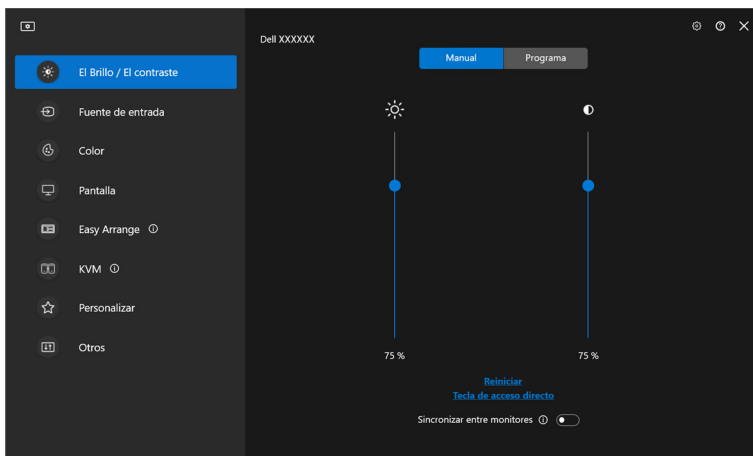 Dell XXXXXX
Manual
Programa
El Brillo / El contraste
Fuente de entrada
Color
Pantalla
Easy Arrange
KVM
Personalizar
Otros
75 %
75 %
Reiniciar
Tecla de acceso directo
Sincronizar entre monitores